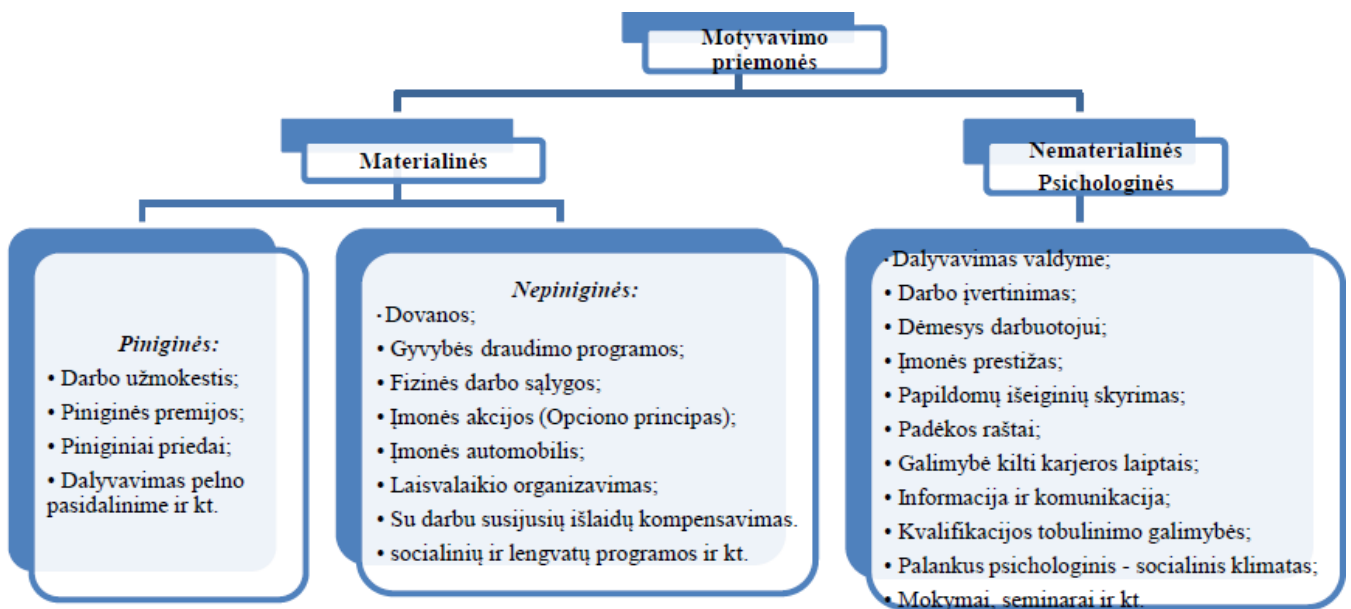 Motyvavimo
priemonės
Materialinės
Nematerialinės
Psichologinės
Piniginės:
• Darbo užmokestis;
• Piniginės premijos;
• Piniginiai priedai;
• Dalyvavimas pelno
pasidalinime ir kt.
Nepiniginės:
• Dovanos;
• Gyvybės draudimo programos;
• Fizinės darbo sąlygos;
• Įmonės akcijos (Opciono principas);
• Įmonės automobilis;
• Laisvalaikio organizavimas;
• Su darbu susijusių išlaidų kompensavimas.
• socialinių ir lengvatų programos ir kt.
• Dalyvavimas valdyme;
• Darbo įvertinimas;
• Dėmesys darbuotojui;
• Įmonės prestižas;
• Papildomų išeiginių skyrimas;
• Padėkos raštai;
• Galimybė kilti karjeros laiptais;
• Informacija ir komunikacija;
• Kvalifikacijos tobulinimo galimybės;
• Palankus psichologinis - socialinis klimatas;
• Mokymai, seminarai ir kt.